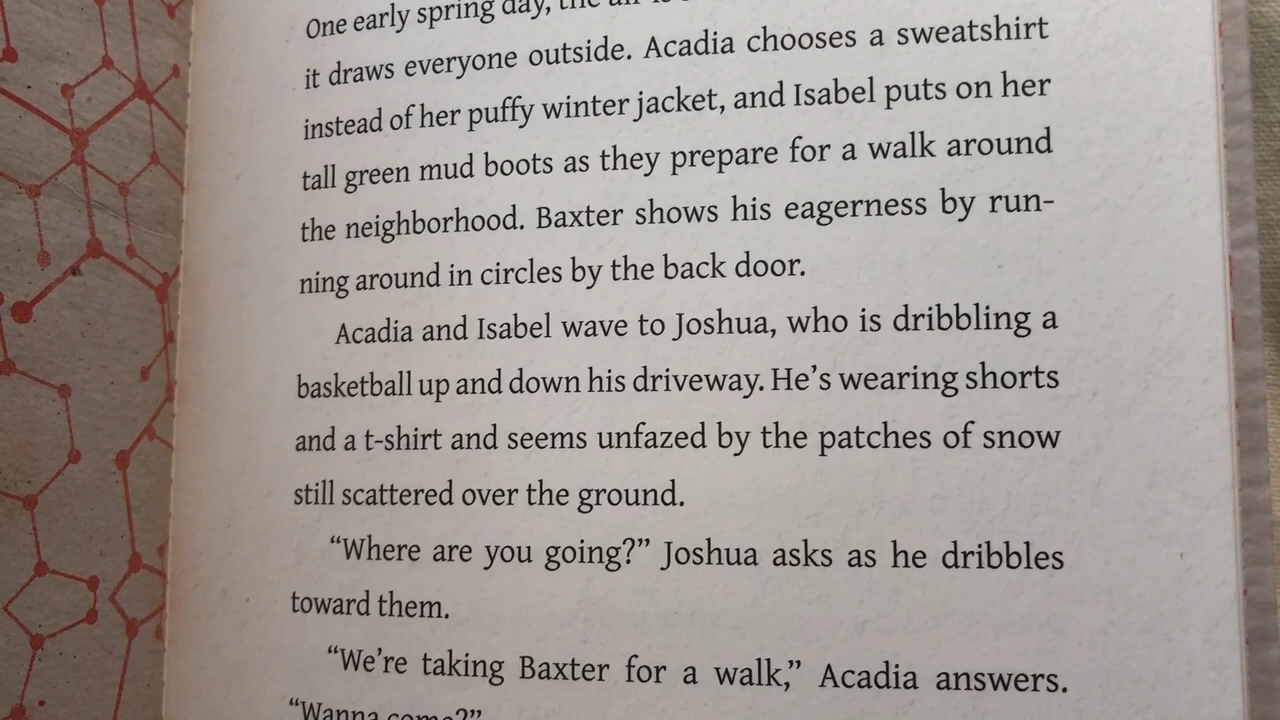 One early spring day, the air is
it draws everyone outside. Acadia chooses a sweatshirt
instead of her puffy winter jacket, and Isabel puts on her
tall green mud boots as they prepare for a walk around
the neighborhood. Baxter shows his eagerness by run-
ning around in circles by the back door.
Acadia and Isabel wave to Joshua, who is dribbling a
basketball up and down his driveway. He’s wearing shorts
and a t-shirt and seems unfazed by the patches of snow
still scattered over the ground.
“Where are you going?” Joshua asks as he dribbles
toward them.
“We’re taking Baxter for a walk,” Acadia answers.
“Wanna come?”